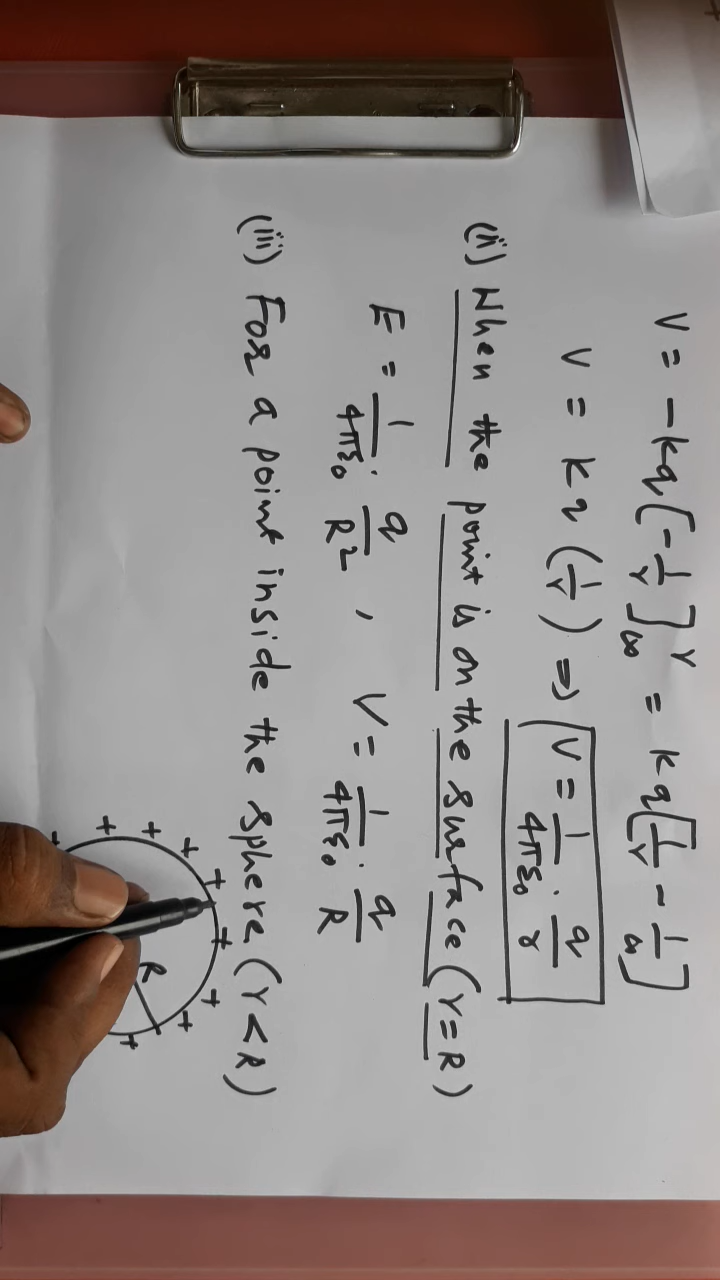 V = -kq[-1/r]^r_∞ = kq[1/r - 1/∞]
V = kq(1/r) ⇒ V = 1/4πε₀ . q/r
(ii) When the point is on the surface (r=R)
E = 1/4πε₀ . q/R² , V = 1/4πε₀ . q/R
(iii) For a point inside the sphere (r<R)
+ + + + + + + + + R